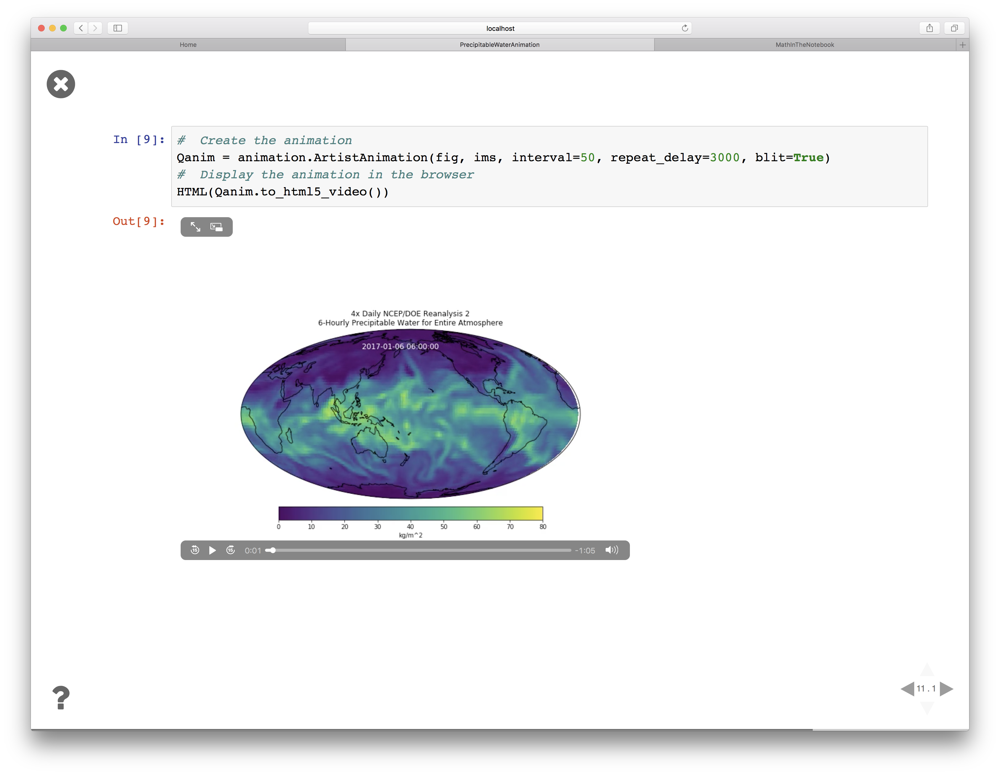 localhost
Home
PrecipitableWaterAnimation
MathInTheNotebook
In [9]:
#  Create the animation
Qanim = animation.ArtistAnimation(fig, ims, interval=50, repeat_delay=3000, blit=True)
#  Display the animation in the browser
HTML(Qanim.to_html5_video())
Out[9]:
4x Daily NCEP/DOE Reanalysis 2
6-Hourly Precipitable Water for Entire Atmosphere
2017-01-06 06:00:00
0 10 20 30 40 50 60 70 80
kg/m^2
15 15 0:01 -1:05
11 . 1
?